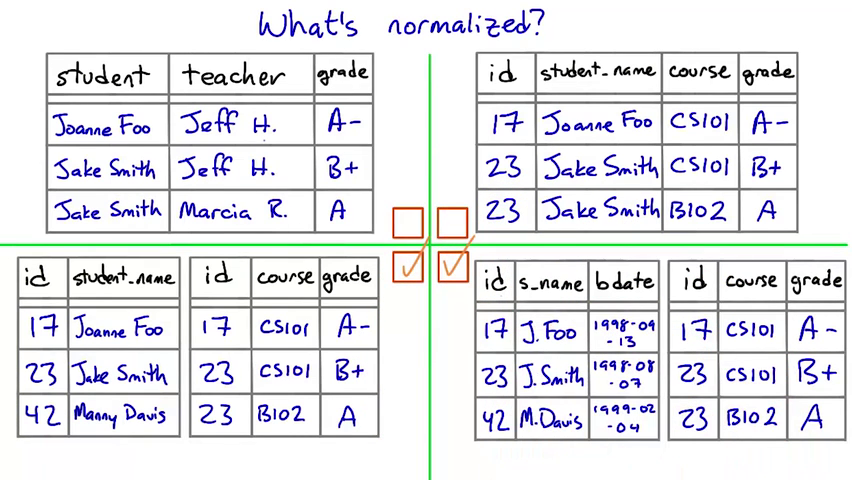 What's normalized?
student teacher grade
Joanne Foo Jeff H. A-
Jake Smith Jeff H. B+
Jake Smith Marcia R. A
id student_name course grade
17 Joanne Foo CS101 A-
23 Jake Smith CS101 B+
23 Jake Smith B102 A
id student_name
17 Joanne Foo
23 Jake Smith
42 Manny Davis
id course grade
17 CS101 A-
23 CS101 B+
23 B102 A
id s_name bdate
17 J. Foo 1998-09
-13
23 J. Smith 1998-08
-07
42 M. Davis 1999-02
-04
id course grade
17 CS101 A-
23 CS101 B+
23 B102 A